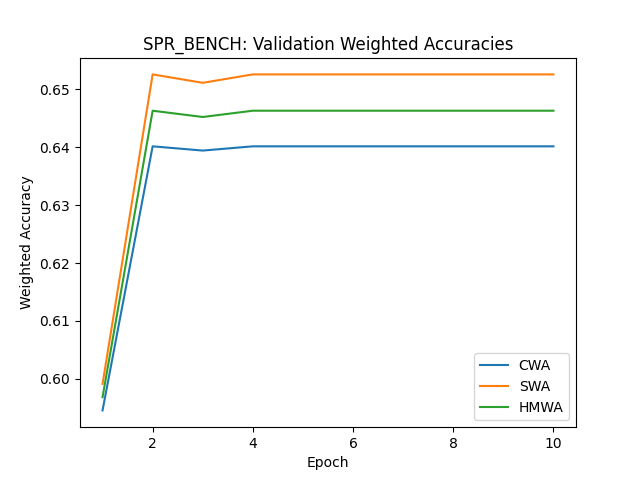 SPR_BENCH: Validation Weighted Accuracies
Weighted Accuracy
0.65
0.64
0.63
0.62
0.61
0.60
CWA
SWA
HMWA
2 4 6 8 10
Epoch